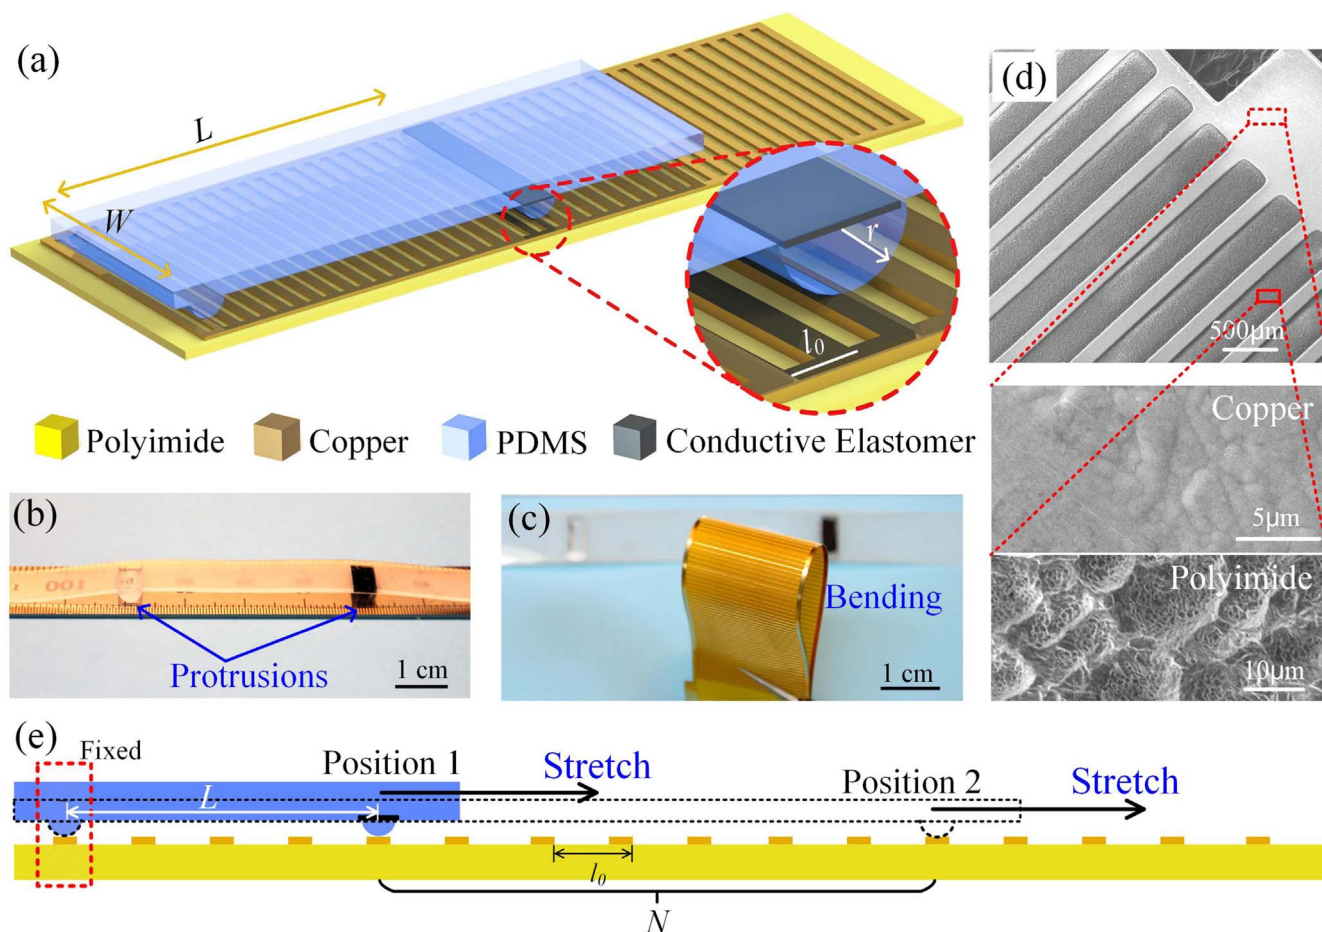 (a)
L
W
r
l0
Polyimide
Copper
PDMS
Conductive Elastomer
(b)
100
Protrusions
1 cm
(c)
Bending
1 cm
(d)
500μm
Copper
5μm
Polyimide
10μm
(e)
Fixed
Position 1
Stretch
Position 2
Stretch
L
l0
N